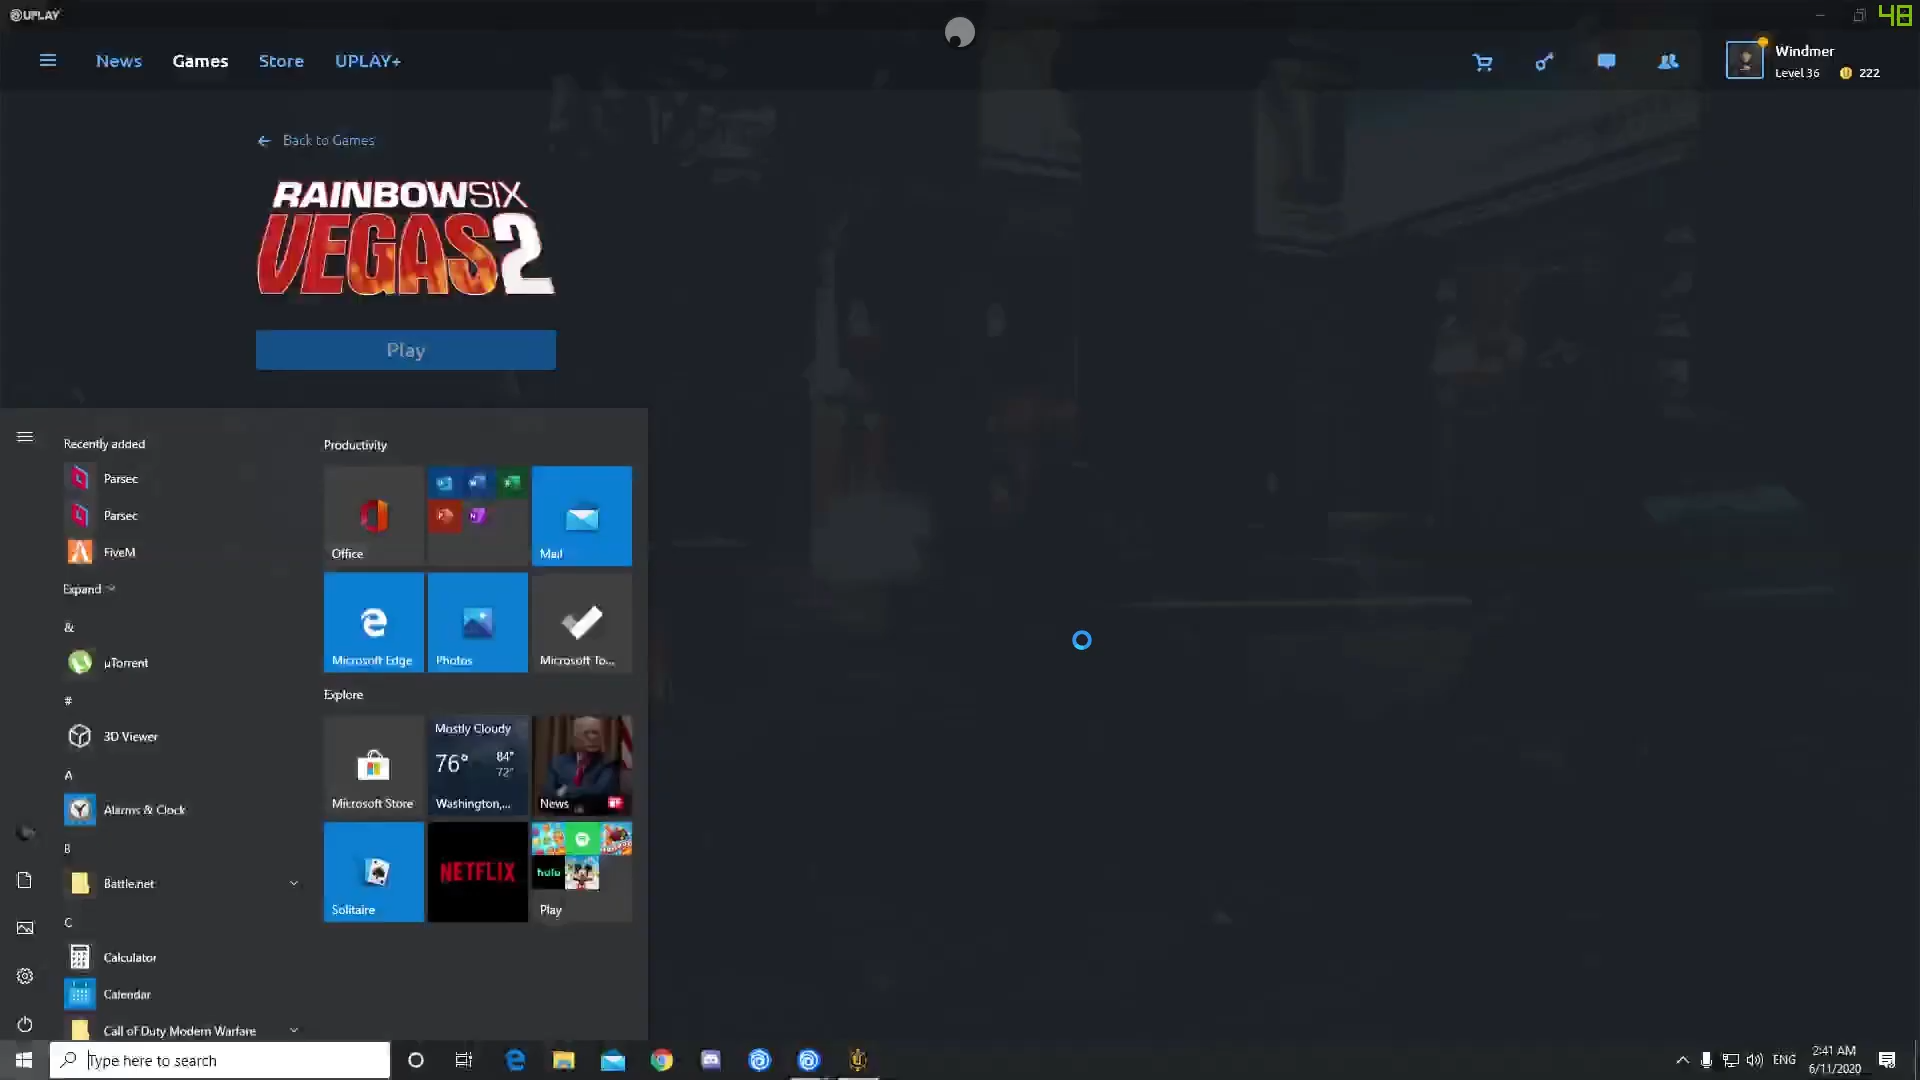 UPLAY
48
News
Games
Store
UPLAY+
Windmer
Level 36
222
Back to Games
RAINBOWSIX
VEGAS2
Play
Recently added
Parsec
Parsec
FiveM
Expand
&
µTorrent
#
3D Viewer
A
Alarms & Clock
B
Battle.net
C
Calculator
Calendar
Call of Duty Modern Warfare
Productivity
Office
Mail
Microsoft Edge
Photos
Microsoft To...
Explore
Microsoft Store
Mostly Cloudy
76°
84°
72°
Washington,...
News
Solitaire
NETFLIX
hulu
Play
Type here to search
ENG
2:41 AM
6/11/2020